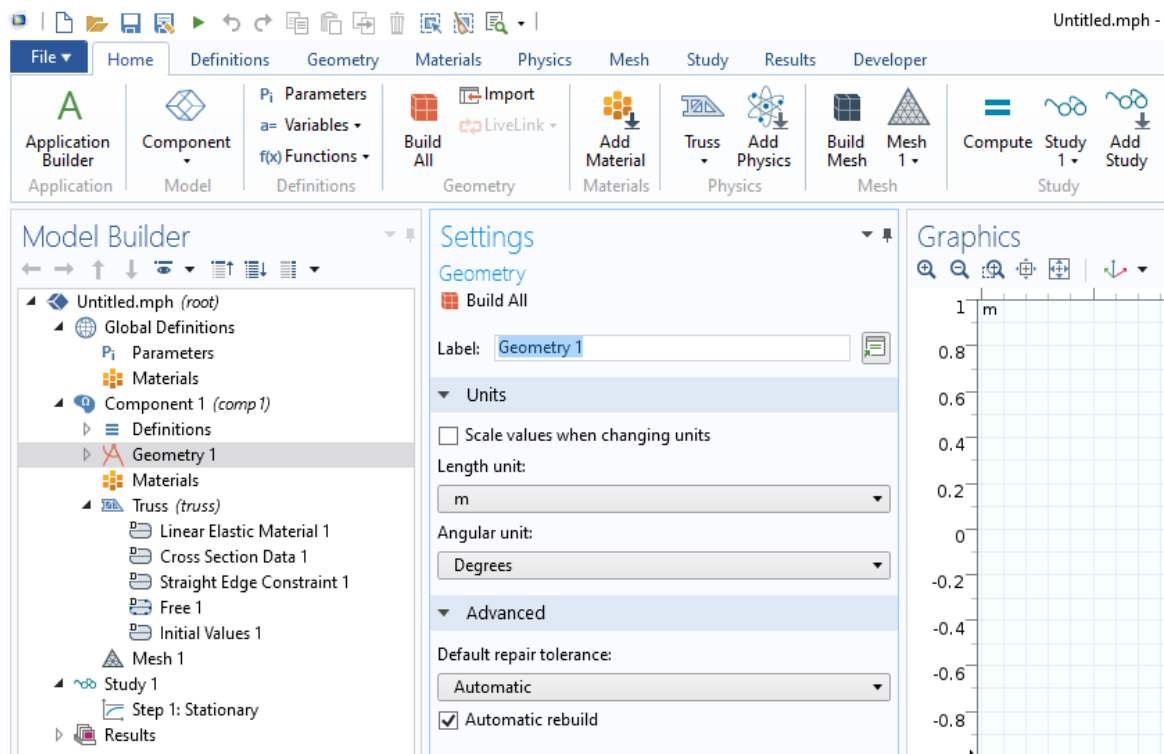 Untitled.mph -
File ▾ Home Definitions Geometry Materials Physics Mesh Study Results Developer
A Pi Parameters Import
Application Builder Component a= Variables Build All LiveLink Add Material Truss Add Physics Build Mesh Mesh 1 Compute Study 1 Add Study
f(x) Functions
Application Model Definitions Geometry Materials Physics Mesh Study
Model Builder
Untitled.mph (root)
Global Definitions
Pi Parameters
Materials
Component 1 (comp1)
Definitions
Geometry 1
Materials
Truss (truss)
Linear Elastic Material 1
Cross Section Data 1
Straight Edge Constraint 1
Free 1
Initial Values 1
Mesh 1
Study 1
Step 1: Stationary
Results
Settings
Geometry
Build All
Label: Geometry 1
Units
Scale values when changing units
Length unit:
m
Angular unit:
Degrees
Advanced
Default repair tolerance:
Automatic
Automatic rebuild
Graphics
1 m
0.8
0.6
0.4
0.2
0
-0.2
-0.4
-0.6
-0.8